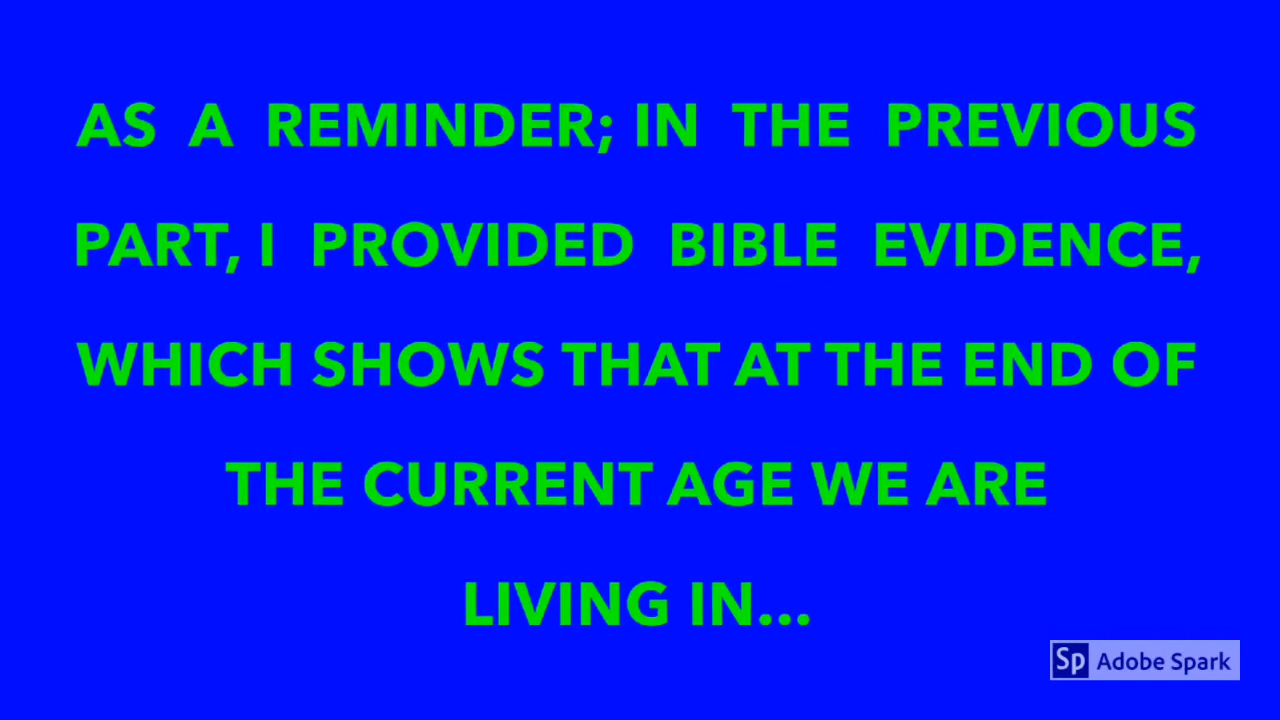 AS A REMINDER; IN THE PREVIOUS
PART, I PROVIDED BIBLE EVIDENCE,
WHICH SHOWS THAT AT THE END OF
THE CURRENT AGE WE ARE
LIVING IN...
Sp Adobe Spark